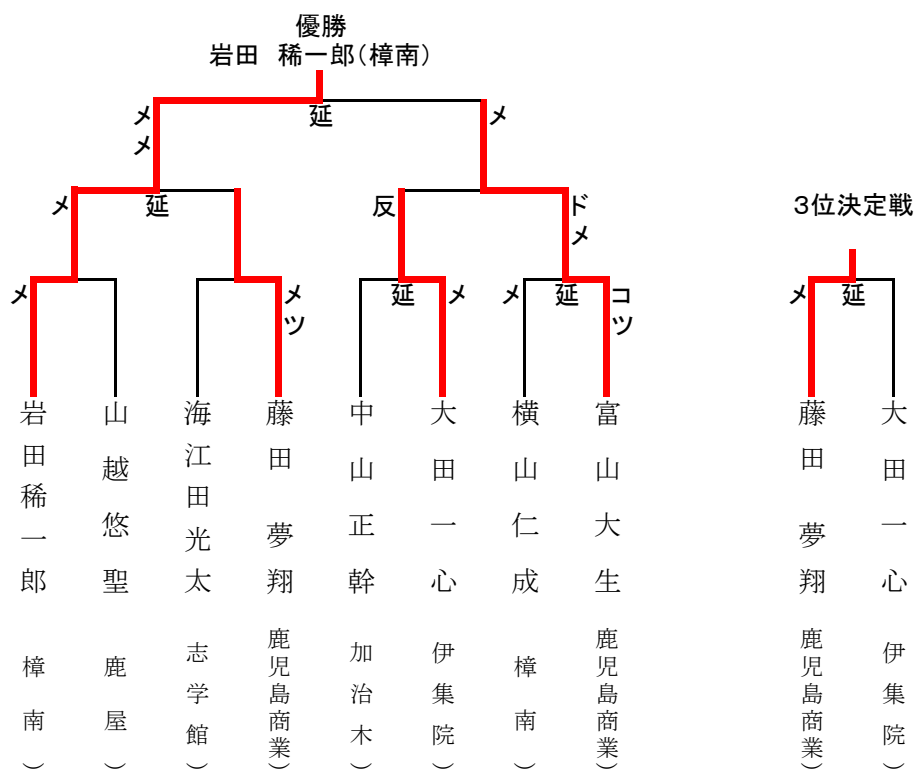 優勝
岩田 稀一郎(樟南)
メメ
延
メ
メ
延
反
ドメ
3位決定戦
メ
メツ
延
メ
メ
延
コツ
メ
延
岩田稀一郎 樟南)
山越悠聖 鹿屋)
海江田光太 志学館)
藤田 夢翔 鹿児島商業)
中山正幹 加治木)
大田一心 伊集院)
横山仁成 樟南)
富山大生 鹿児島商業)
藤田 夢翔 鹿児島商業)
大田一心 伊集院)